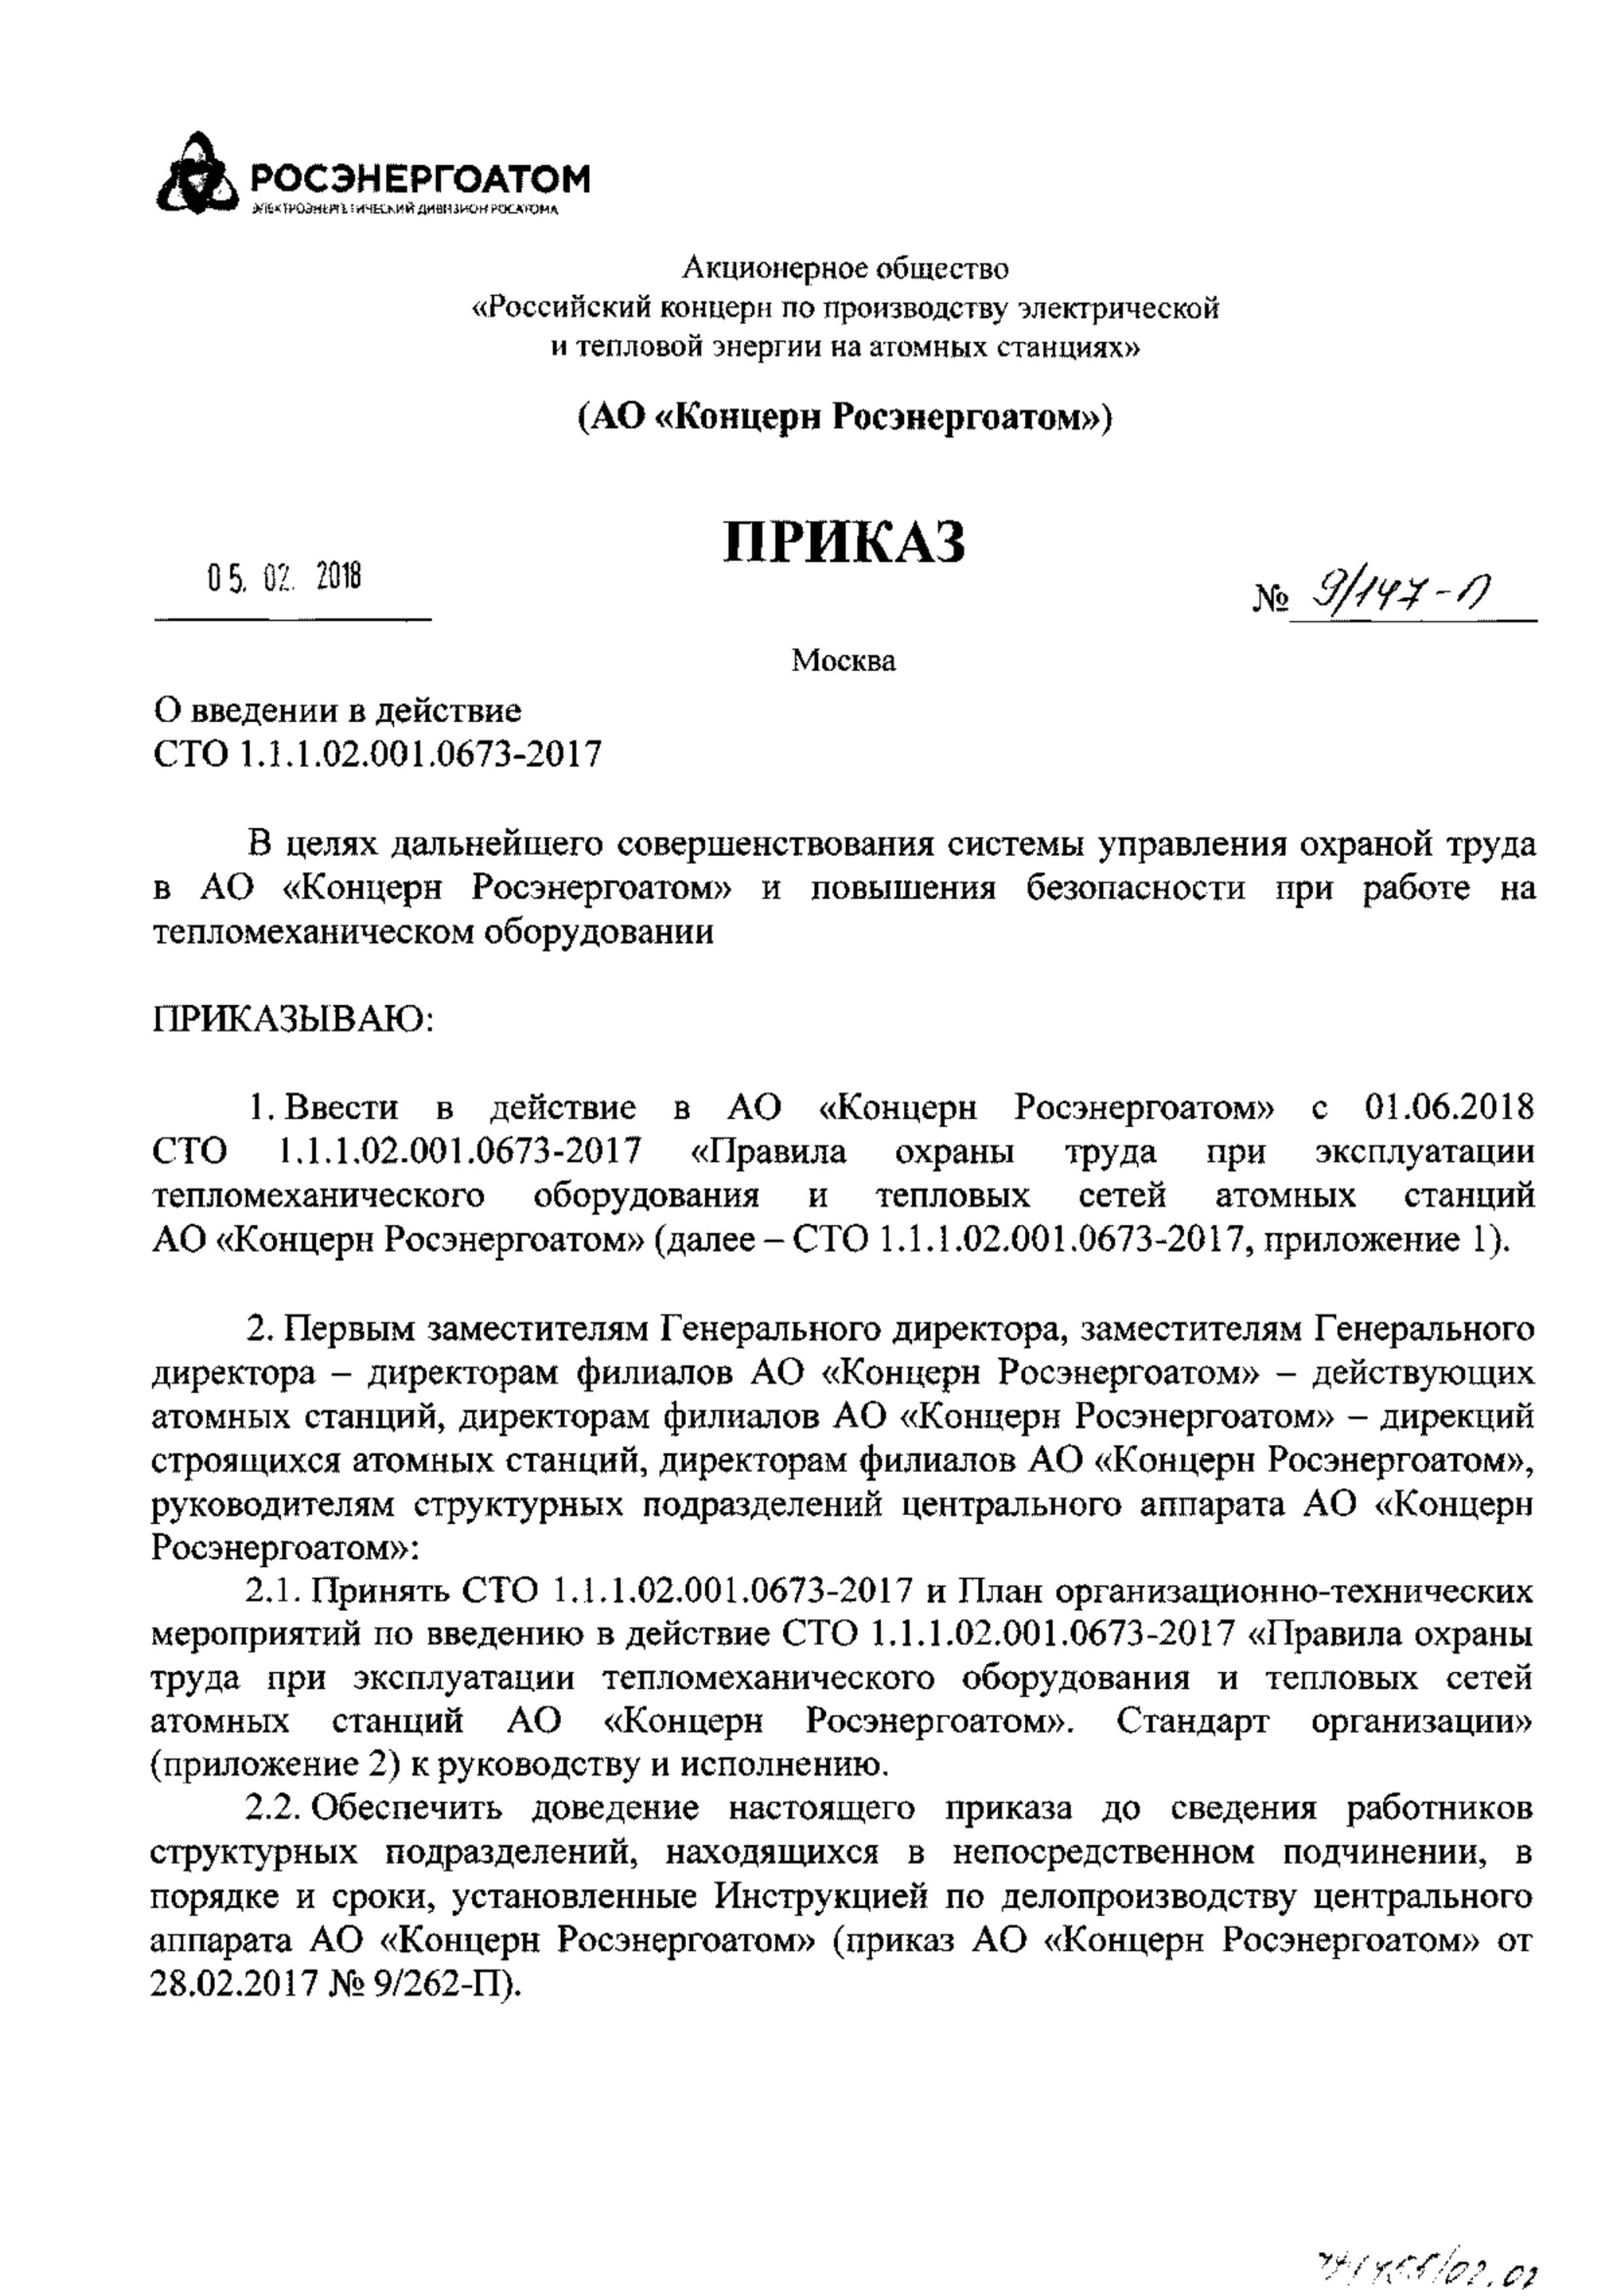 РОСЭНЕРГОАТОМ
ЭЛЕКТРОЭНЕРГЕТИЧЕСКИЙ ДИВИЗИОН РОСАТОМА
Акционерное общество
«Российский концерн по производству электрической
и тепловой энергии на атомных станциях»
(АО «Концерн Росэнергоатом»)
ПРИКАЗ
05. 02. 2018
№ 9/147-П
Москва
О введении в действие
СТО 1.1.1.02.001.0673-2017
В целях дальнейшего совершенствования системы управления охраной труда
в АО «Концерн Росэнергоатом» и повышения безопасности при работе на
тепломеханическом оборудовании
ПРИКАЗЫВАЮ:
1. Ввести в действие в АО «Концерн Росэнергоатом» с 01.06.2018
СТО 1.1.1.02.001.0673-2017 «Правила охраны труда при эксплуатации
тепломеханического оборудования и тепловых сетей атомных станций
АО «Концерн Росэнергоатом» (далее – СТО 1.1.1.02.001.0673-2017, приложение 1).
2. Первым заместителям Генерального директора, заместителям Генерального
директора – директорам филиалов АО «Концерн Росэнергоатом» – действующих
атомных станций, директорам филиалов АО «Концерн Росэнергоатом» – дирекций
строящихся атомных станций, директорам филиалов АО «Концерн Росэнергоатом»,
руководителям структурных подразделений центрального аппарата АО «Концерн
Росэнергоатом»:
2.1. Принять СТО 1.1.1.02.001.0673-2017 и План организационно-технических
мероприятий по введению в действие СТО 1.1.1.02.001.0673-2017 «Правила охраны
труда при эксплуатации тепломеханического оборудования и тепловых сетей
атомных станций АО «Концерн Росэнергоатом». Стандарт организации»
(приложение 2) к руководству и исполнению.
2.2. Обеспечить доведение настоящего приказа до сведения работников
структурных подразделений, находящихся в непосредственном подчинении, в
порядке и сроки, установленные Инструкцией по делопроизводству центрального
аппарата АО «Концерн Росэнергоатом» (приказ АО «Концерн Росэнергоатом» от
28.02.2017 № 9/262-П).